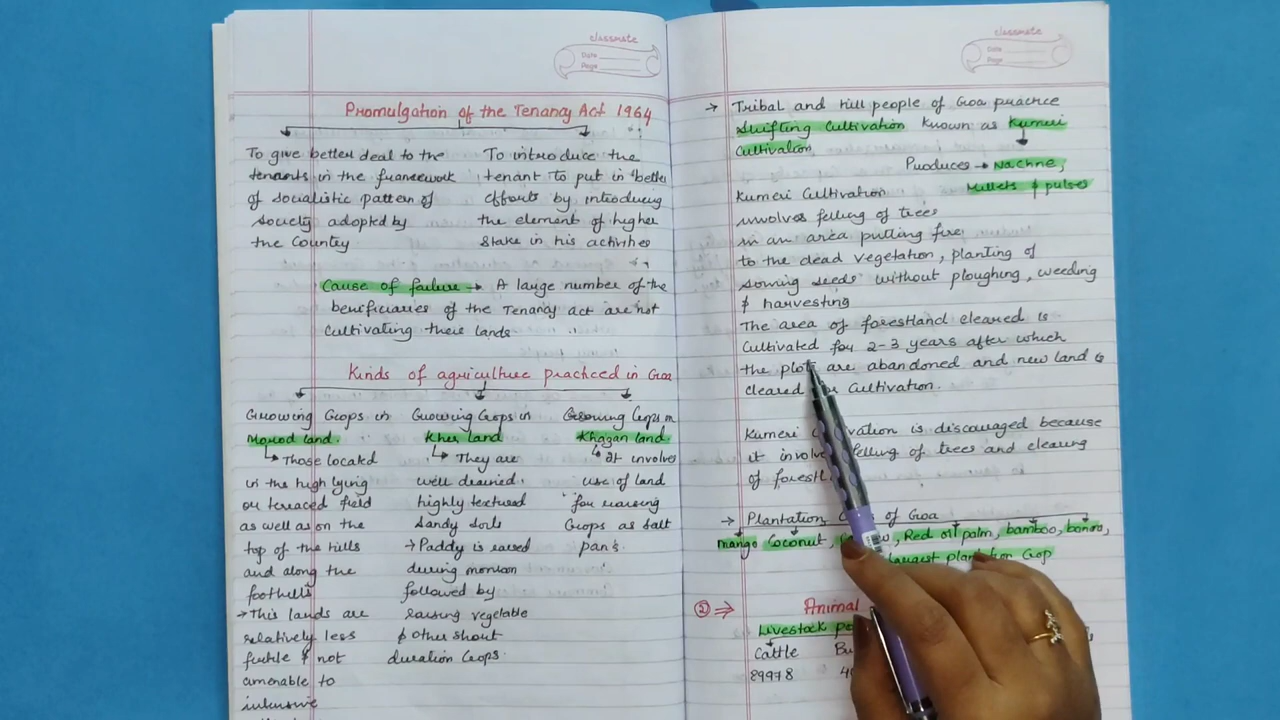 classmate
Date
Page
Promulgation of the Tenancy Act 1964
To give better deal to the
tenants in the framework
of socialistic pattern of
society adopted by
the Country
To introduce the
tenant to put in better
efforts by introducing
the element of higher
stake in his activities
Cause of failure → A large number of the
benificiaries of the Tenancy act are not
cultivating their lands
Kinds of agriculture practiced in Goa
Growing Crops in
Morod land.
Those located
in the high lying
or terraced field
as well as on the
top of the hills
and along the
foothills
→ This lands are
relatively less
fertile & not
amenable to
intensive
Growing Crops in
Kher land
They are
well drained,
highly textured
Sandy soils
→ Paddy is raised
during monsoon
followed by
raising vegetable
& other short
duration Crops.
Growing Crops in
Khazan land.
It involves
use of land
for raising
Crops as salt
pans.
classmate
Date
Page
→ Tribal and Hill people of Goa practice
Shifting Cultivation known as Kumeri
Cultivation
Produces → Nachne,
Millets & pulses
Kumeri Cultivation
involves felling of trees
in an area putting fire
to the dead vegetation, planting of
sowing seeds without ploughing, weeding
& harvesting
The area of forestland cleared is
Cultivated for 2-3 years after which
the plots are abandoned and new land is
cleared Cultivation.
Kumeri is discouraged because
it felling of trees and clearing
of
→ Plantation of Goa
mango Coconut, Red oil palm, bamboo,
largest plantation Crop
② ⇒ Animal
Livestock
Cattle
89978